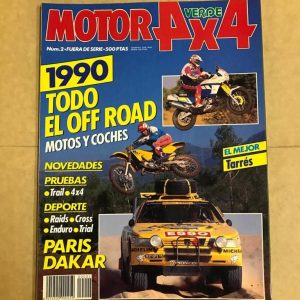 MOTOR VERDE 4x4
Num.2•FUERA DE SERIE•500 PTAS
1990
TODO
EL OFF ROAD
MOTOS Y COCHES
NOVEDADES
PRUEBAS
• Trail • 4x4
DEPORTE
• Raids • Cross
• Enduro • Trial
PARIS
DAKAR
EL MEJOR
Tarrés
ESSO